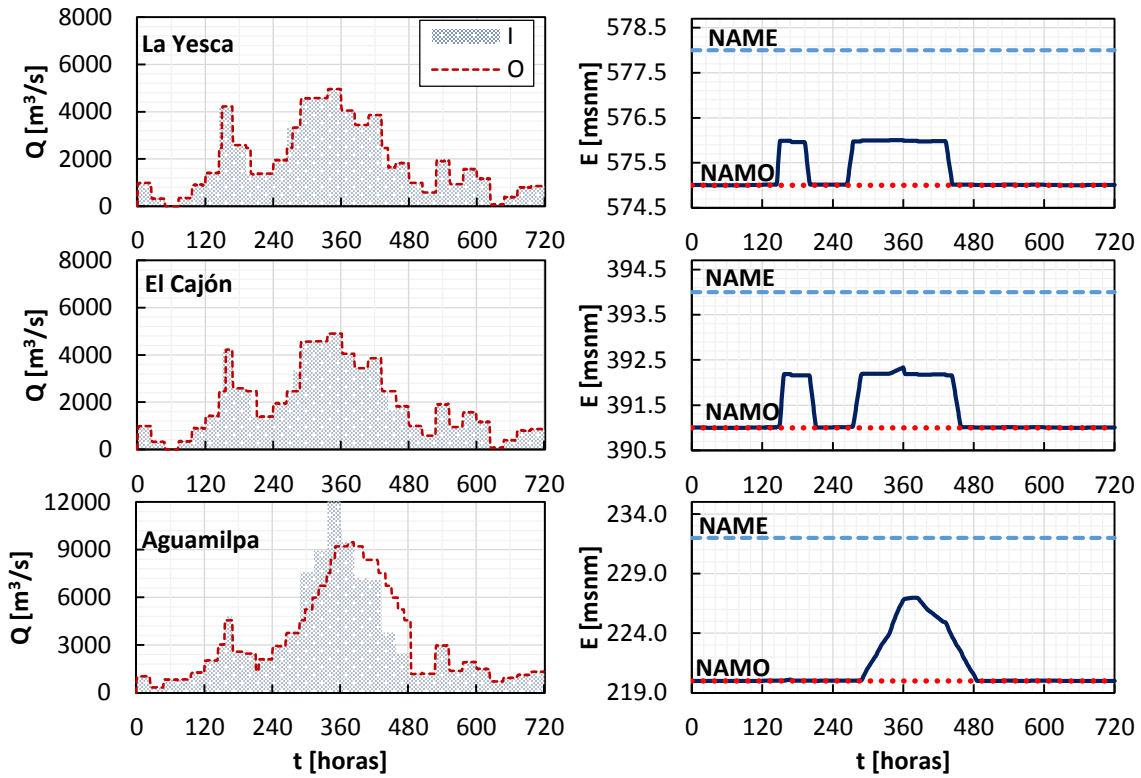 La Yesca
I
O
Q [m³/s]
8000
6000
4000
2000
0
0 120 240 360 480 600 720
NAME
NAMO
E [msnm]
578.5
577.5
576.5
575.5
574.5
0 120 240 360 480 600 720
El Cajón
Q [m³/s]
8000
6000
4000
2000
0
0 120 240 360 480 600 720
NAME
NAMO
E [msnm]
394.5
393.5
392.5
391.5
390.5
0 120 240 360 480 600 720
Aguamilpa
Q [m³/s]
12000
9000
6000
3000
0
0 120 240 360 480 600 720
t [horas]
NAME
NAMO
E [msnm]
234.0
229.0
224.0
219.0
0 120 240 360 480 600 720
t [horas]